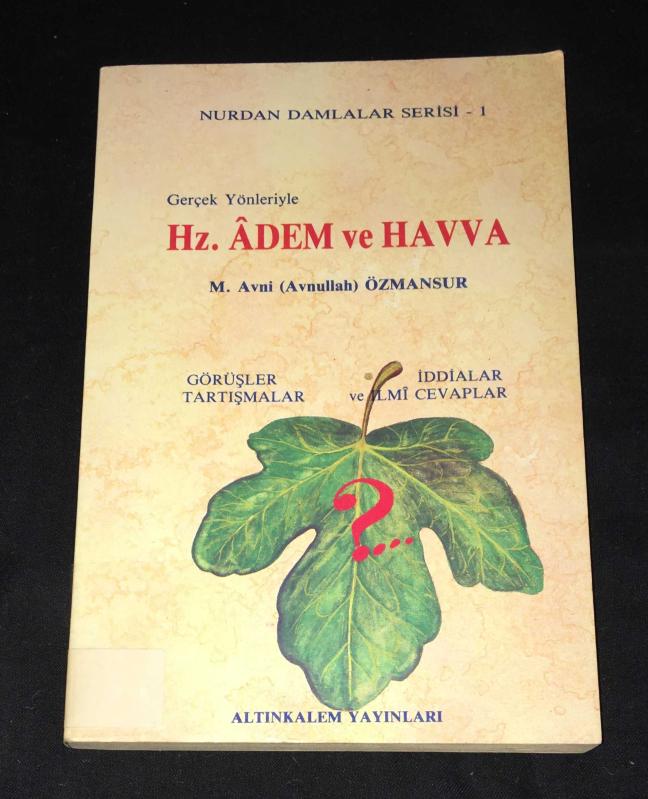 NURDAN DAMLALAR SERİSİ - 1
Gerçek Yönleriyle
Hz. ÂDEM ve HAVVA
M. Avni (Avnullah) ÖZMANSUR
GÖRÜŞLER İDDİALAR
TARTIŞMALAR ve İLMÎ CEVAPLAR
?...
ALTINKALEM YAYINLARI